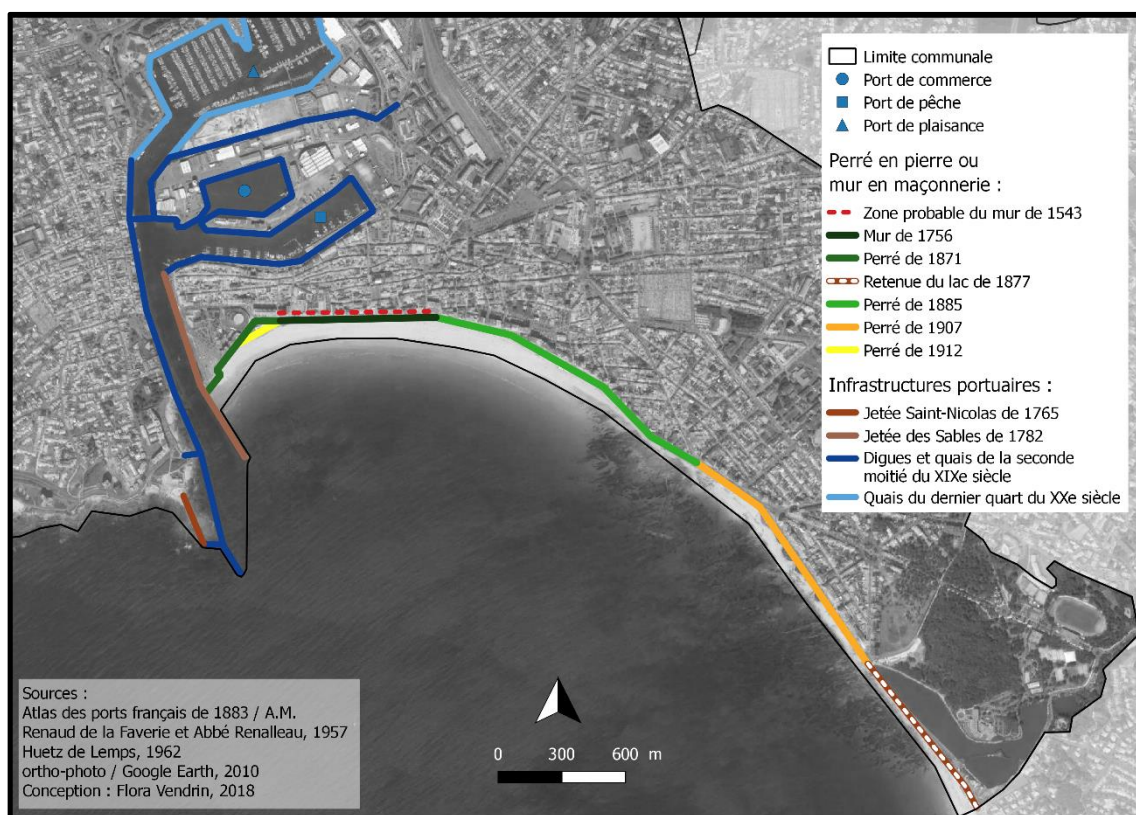 Limite communale
Port de commerce
Port de pêche
Port de plaisance
Perré en pierre ou
mur en maçonnerie :
Zone probable du mur de 1543
Mur de 1756
Perré de 1871
Retenue du lac de 1877
Perré de 1885
Perré de 1907
Perré de 1912
Infrastructures portuaires :
Jetée Saint-Nicolas de 1765
Jetée des Sables de 1782
Digues et quais de la seconde
moitié du XIXe siècle
Quais du dernier quart du XXe siècle
Sources :
Atlas des ports français de 1883 / A.M.
Renaud de la Faverie et Abbé Renalleau, 1957
Huetz de Lemps, 1962
ortho-photo / Google Earth, 2010
Conception : Flora Vendrin, 2018
0 300 600 m